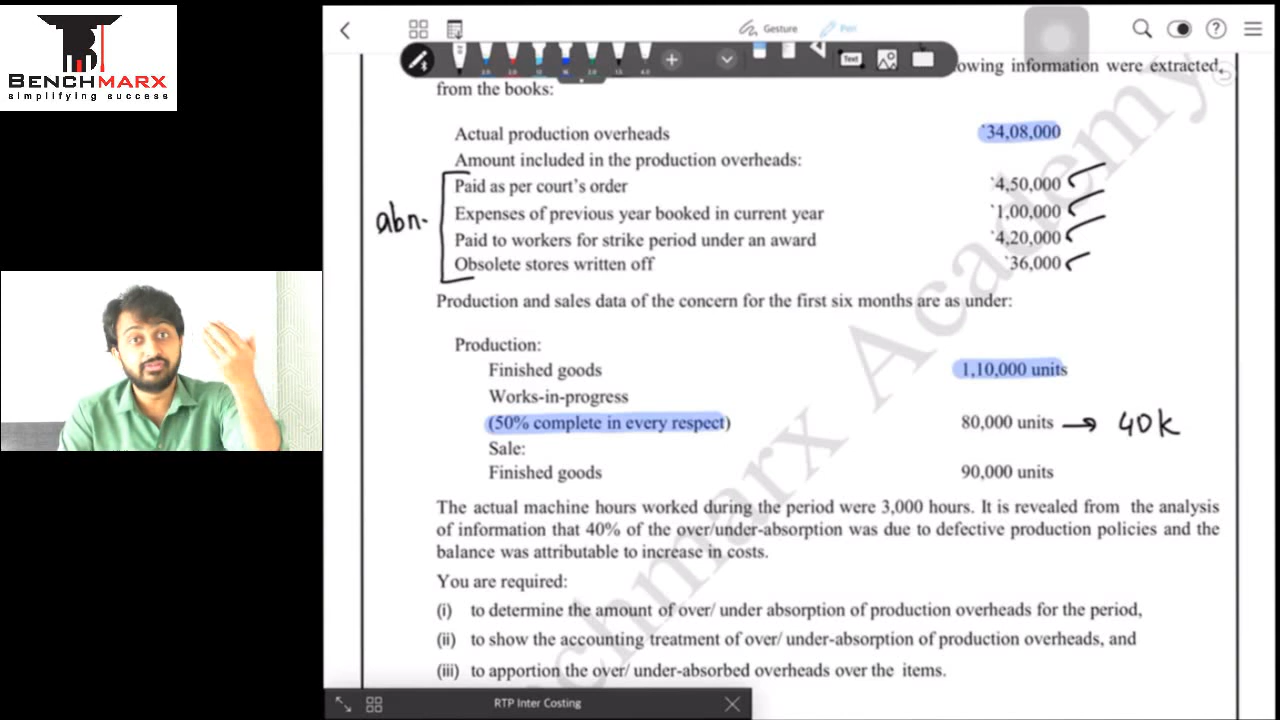 BENCHMARX
simplifying success
Gesture
Pen
Text
owing information were extracted,
from the books:
Actual production overheads `34,08,000
Amount included in the production overheads:
Paid as per court's order `4,50,000
abn.
Expenses of previous year booked in current year `1,00,000
Paid to workers for strike period under an award `4,20,000
Obsolete stores written off `36,000
Production and sales data of the concern for the first six months are as under:
Production:
Finished goods 1,10,000 units
Works-in-progress
(50% complete in every respect) 80,000 units → 40k
Sale:
Finished goods 90,000 units
The actual machine hours worked during the period were 3,000 hours. It is revealed from the analysis
of information that 40% of the over/under-absorption was due to defective production policies and the
balance was attributable to increase in costs.
You are required:
(i) to determine the amount of over/ under absorption of production overheads for the period,
(ii) to show the accounting treatment of over/ under-absorption of production overheads, and
(iii) to apportion the over/ under-absorbed overheads over the items.
chmarx Academy
RTP Inter Costing